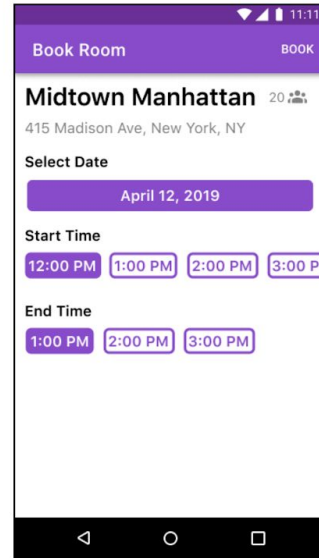 11:11
Book Room BOOK
Midtown Manhattan 20
415 Madison Ave, New York, NY
Select Date
April 12, 2019
Start Time
12:00 PM 1:00 PM 2:00 PM 3:00 P
End Time
1:00 PM 2:00 PM 3:00 PM